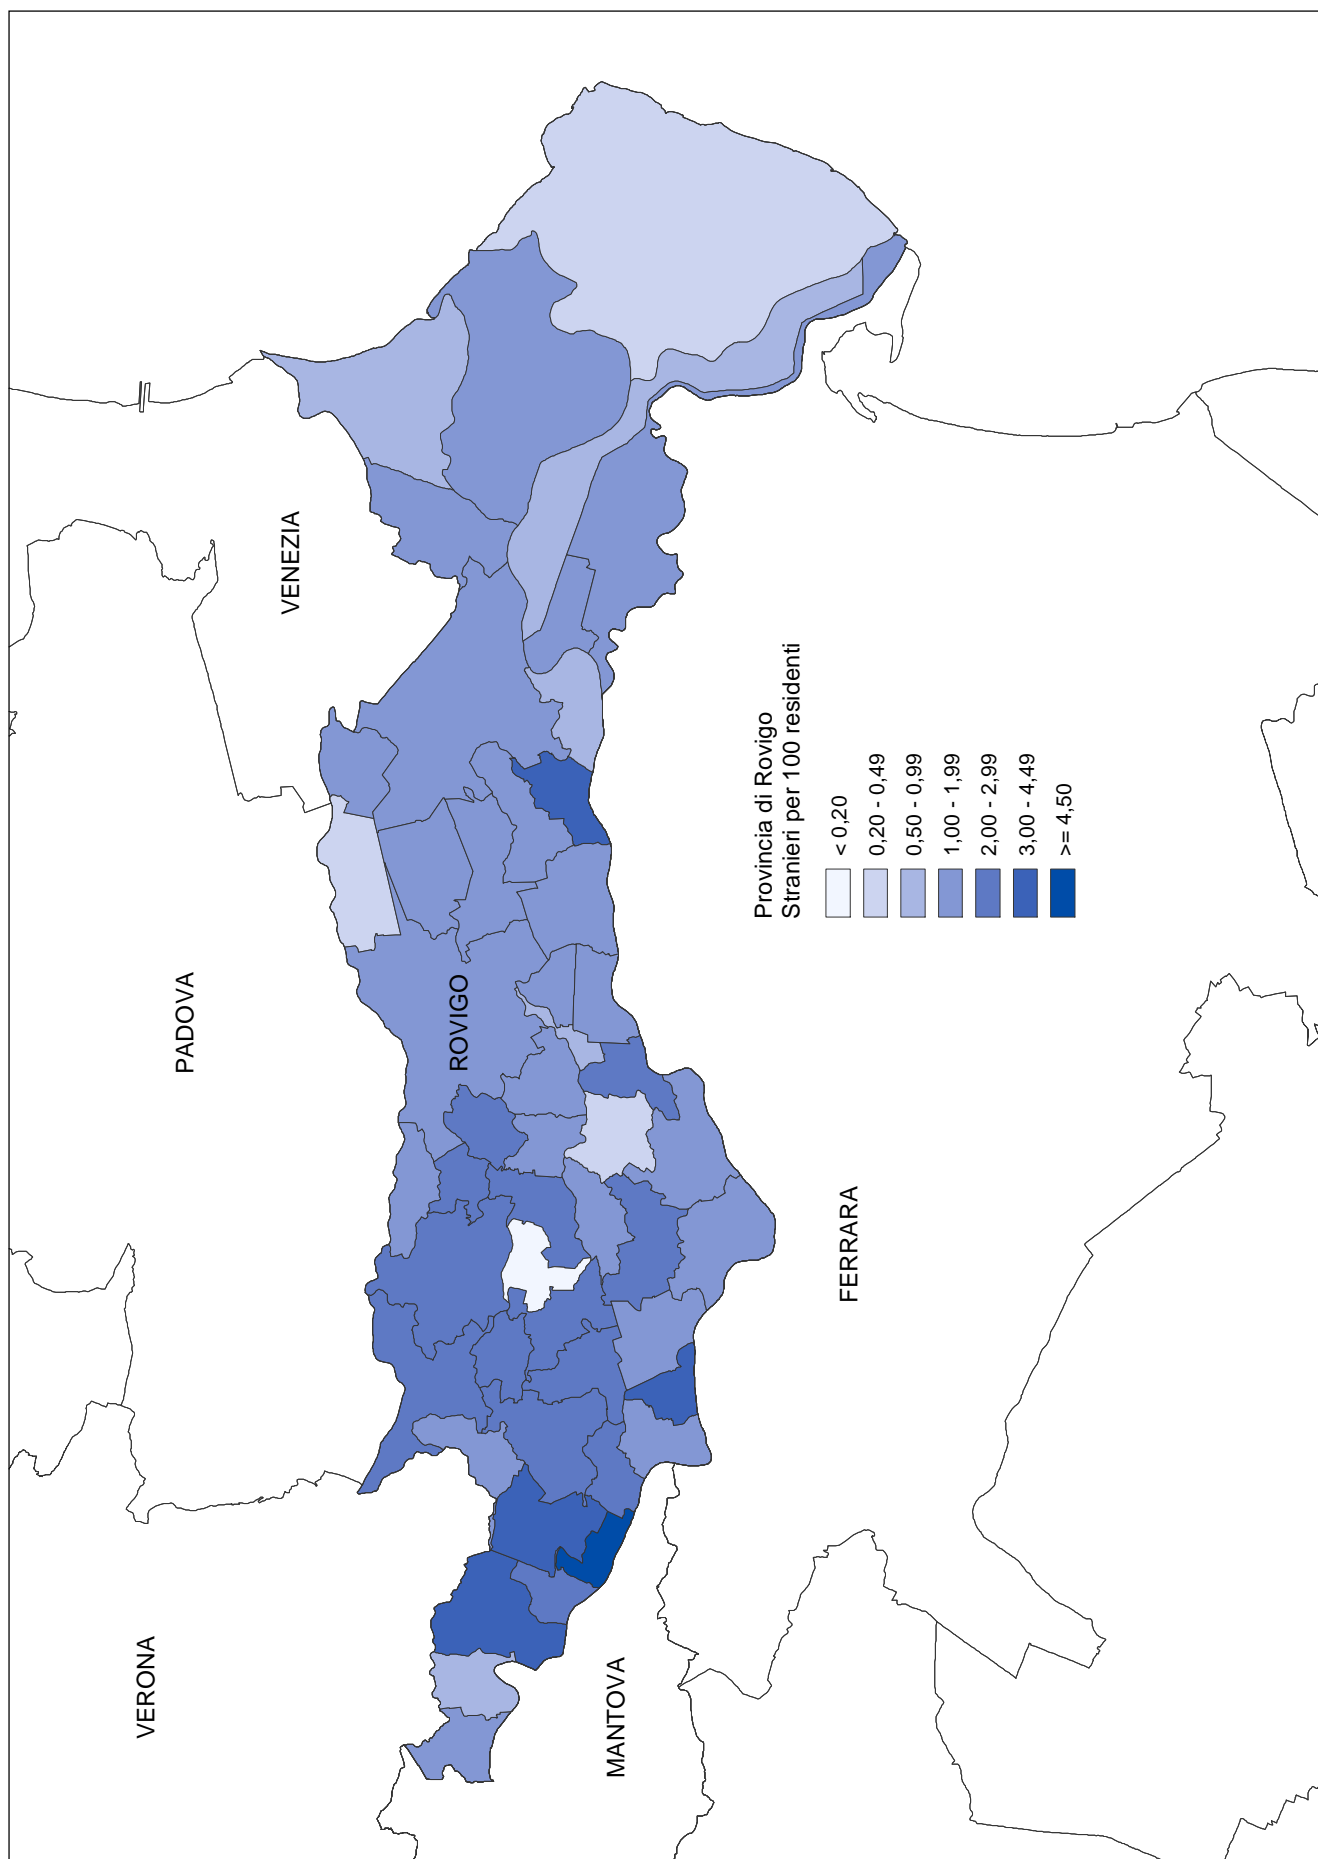 VENEZIA
PADOVA
ROVIGO
VERONA
MANTOVA
FERRARA
Provincia di Rovigo
Stranieri per 100 residenti
< 0,20
0,20 - 0,49
0,50 - 0,99
1,00 - 1,99
2,00 - 2,99
3,00 - 4,49
>= 4,50